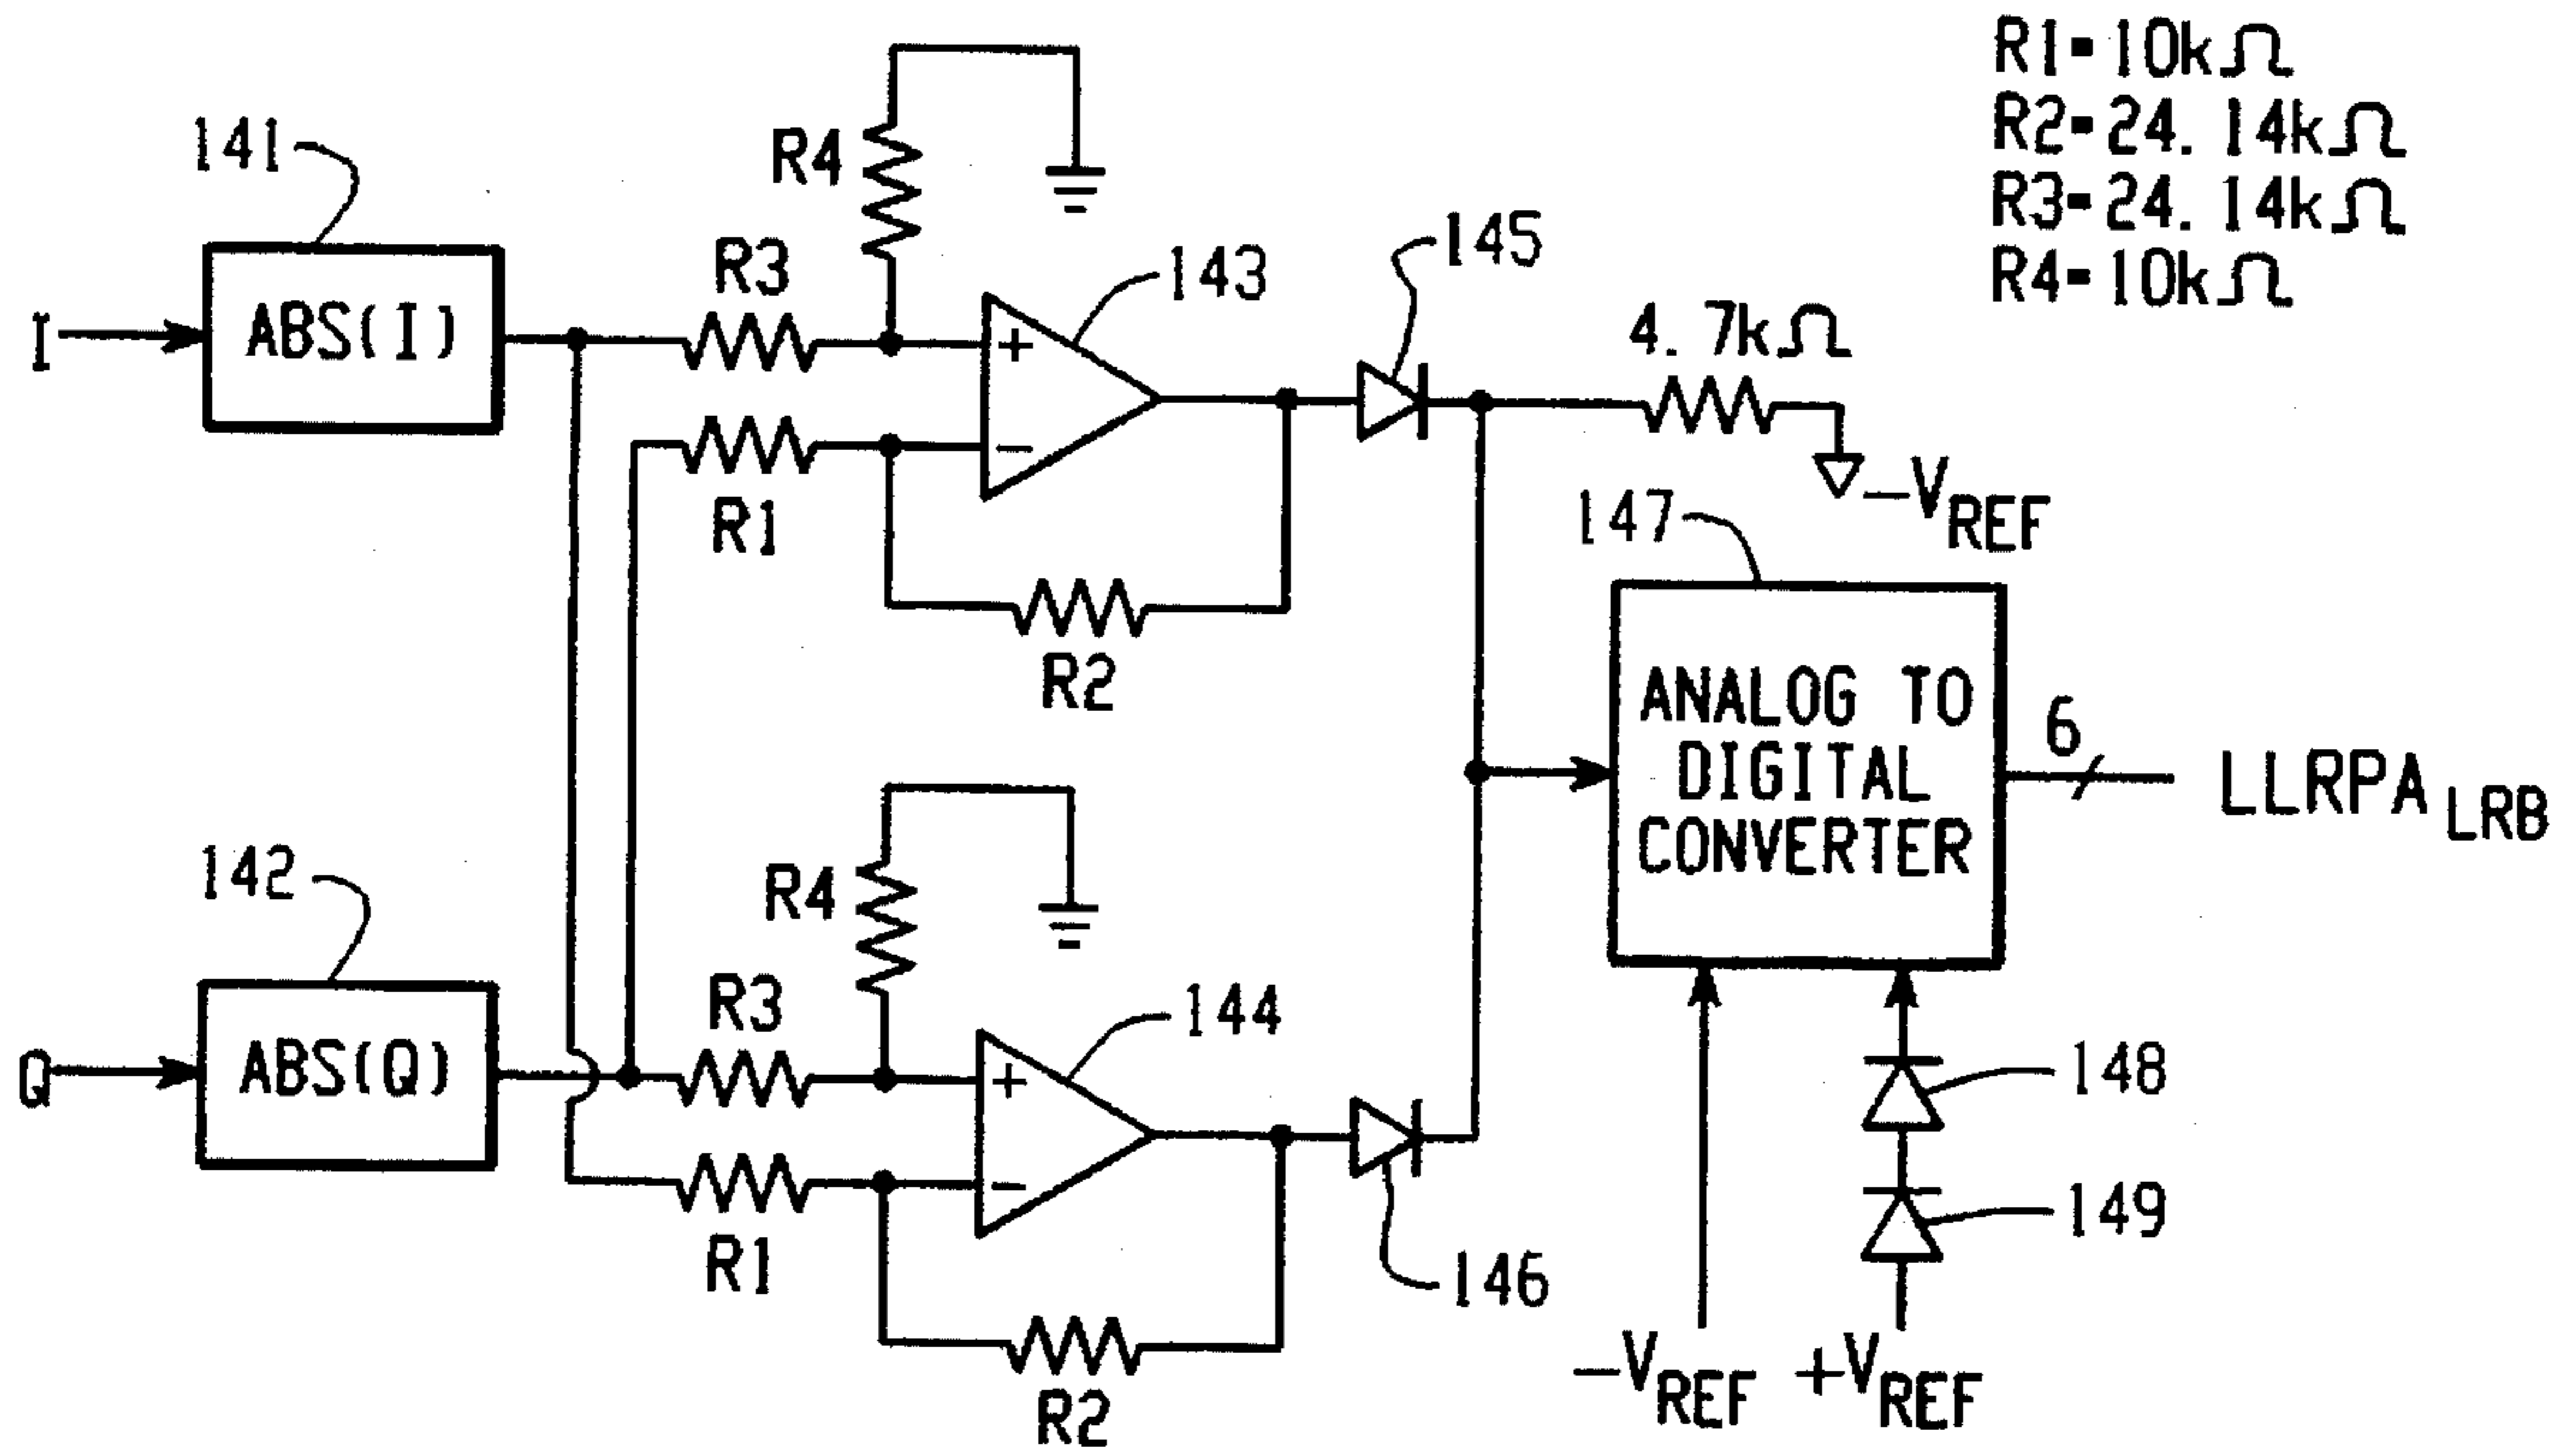 R1=10kΩ
R2=24.14kΩ
R3=24.14kΩ
R4=10kΩ
141
R4
I
ABS(I)
R3
143
145
4.7kΩ
-VREF
R1
147
R2
ANALOG TO
DIGITAL
CONVERTER
6
LLRPA LRB
142
R4
Q
ABS(Q)
R3
144
148
R1
146
149
R2
-VREF
+VREF